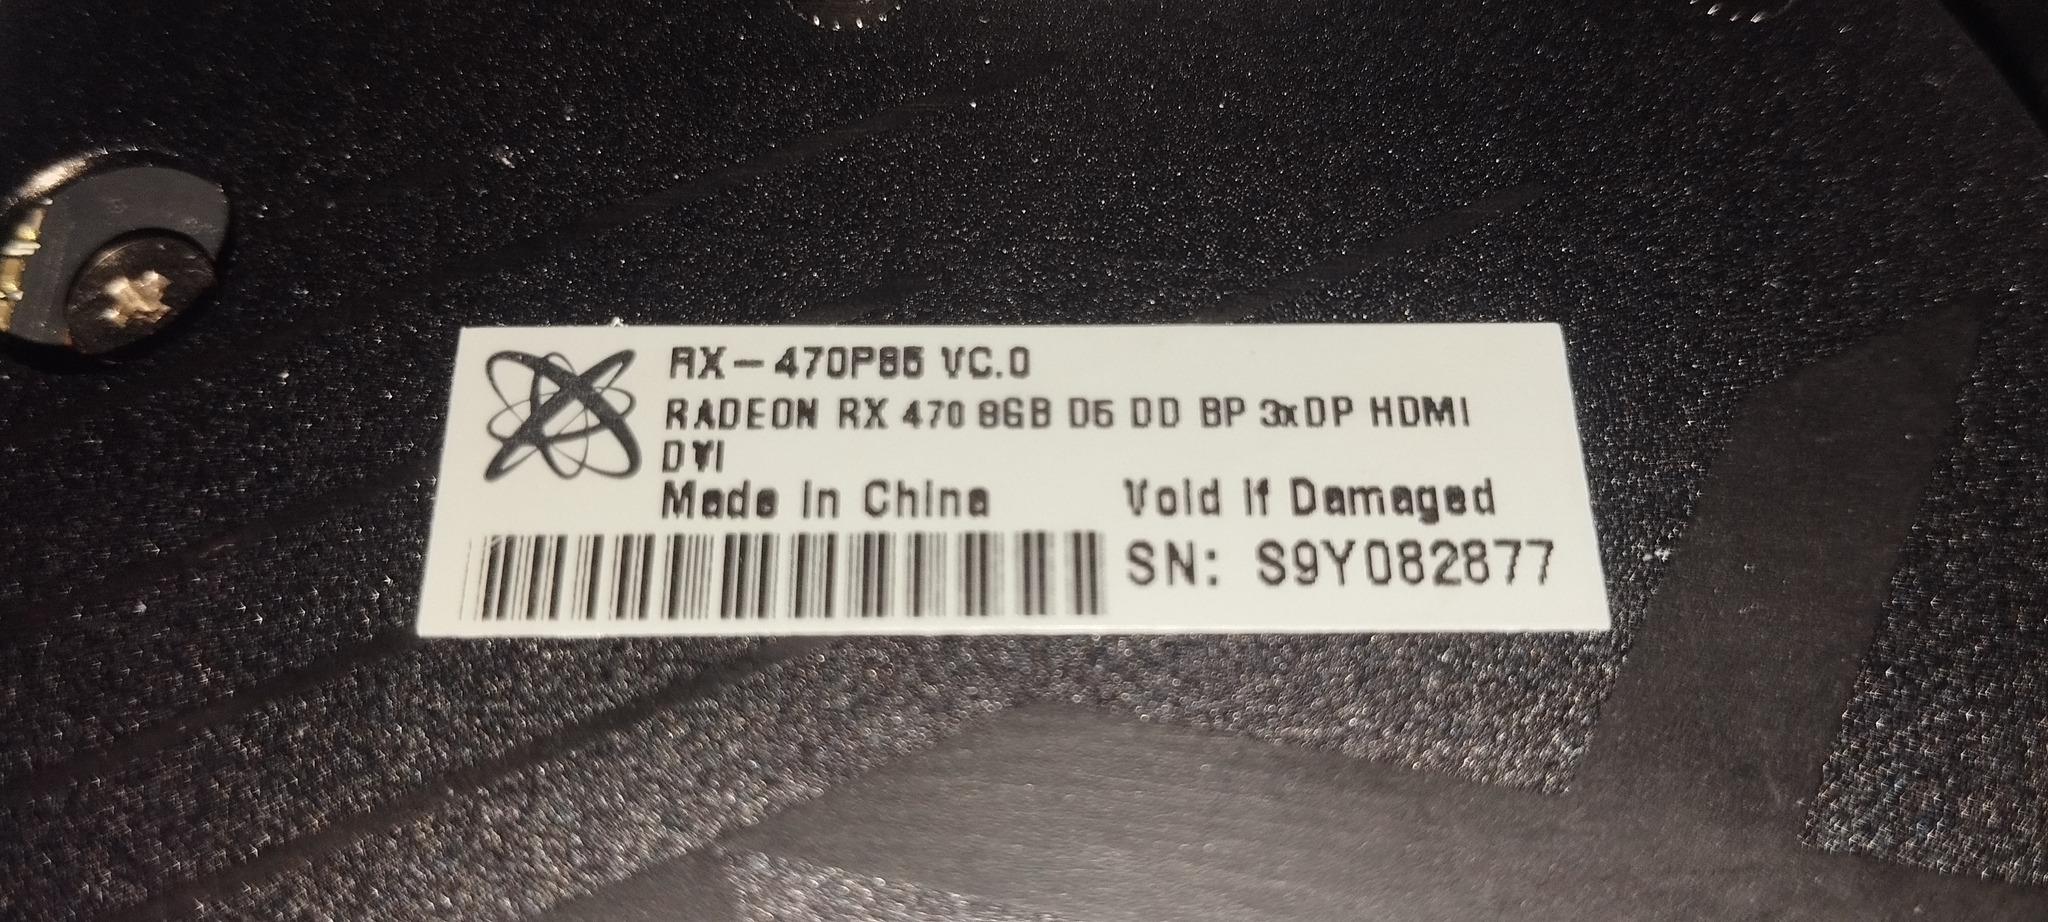 RX-470P85 VC.0
RADEON RX 470 8GB D5 DD BP 3xDP HDMI
DVI
Made in China
Void if Damaged
SN: S9Y082877